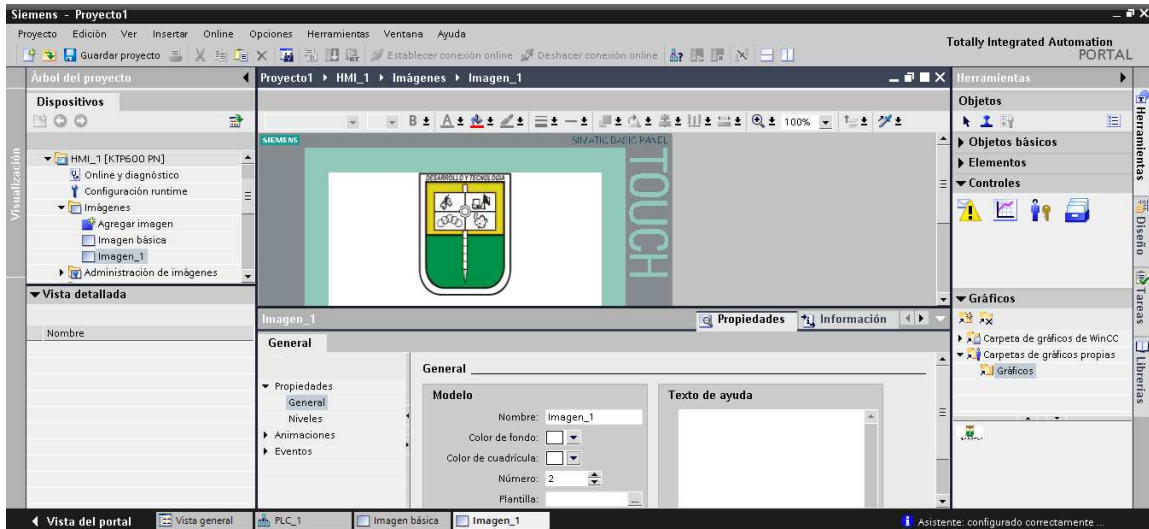 Siemens - Proyecto1
Proyecto Edición Ver Insertar Online Opciones Herramientas Ventana Ayuda
Totally Integrated Automation
PORTAL
Guardar proyecto
Establecer conexión online
Deshacer conexión online
Árbol del proyecto
Dispositivos
HMI_1 [KTP600 PN]
Online y diagnóstico
Configuración runtime
Imágenes
Agregar imagen
Imagen básica
Imagen_1
Administración de imágenes
Vista detallada
Nombre
Visualización
Proyecto1 HMI_1 Imágenes Imagen_1
B A 100%
SIEMENS
SIMATIC BASIC PANEL
TOUCH
DESARROLLO Y TECNOLOGIA
Imagen_1
Propiedades
Información
General
Propiedades
General
Niveles
Animaciones
Eventos
General
Modelo
Nombre: Imagen_1
Color de fondo:
Color de cuadrícula:
Número: 2
Plantilla:
...
Texto de ayuda
Herramientas
Objetos
Objetos básicos
Elementos
Controles
Gráficos
Carpeta de gráficos de WinCC
Carpetas de gráficos propias
Gráficos
Herramientas
Diseño
Tareas
Librerías
Vista del portal
Vista general
PLC_1
Imagen básica
Imagen_1
Asistente: configurado correctamente ...